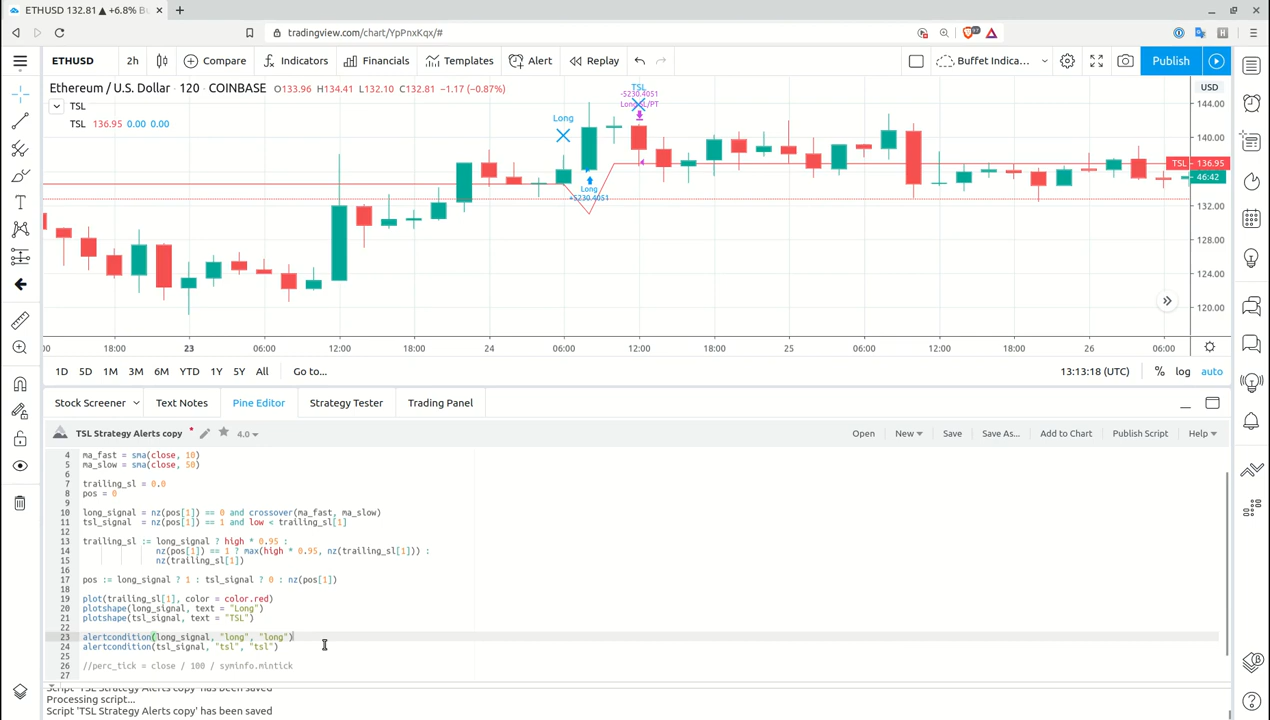 ETHUSD 132.81 ▲ +6.8% B
tradingview.com/chart/YpPnxKqx/#
ETHUSD 2h Compare Indicators Financials Templates Alert Replay Buffet Indica... Publish
Ethereum / U.S. Dollar · 120 · COINBASE O133.96 H134.41 L132.10 C132.81 −1.17 (−0.87%)
USD
TSL
TSL 136.95 0.00 0.00
TSL
-5230.4051
Long SL/PT
Long
Long
+5230.4051
144.00
140.00
TSL 136.95
46:42
132.00
128.00
124.00
120.00
18:00 23 06:00 12:00 18:00 24 06:00 12:00 18:00 25 06:00 12:00 18:00 26 06:00
1D 5D 1M 3M 6M YTD 1Y 5Y All Go to... 13:13:18 (UTC) % log auto
Stock Screener Text Notes Pine Editor Strategy Tester Trading Panel
TSL Strategy Alerts copy * 4.0 Open New Save Save As... Add to Chart Publish Script Help
4 ma_fast = sma(close, 10)
5 ma_slow = sma(close, 50)
6
7 trailing_sl = 0.0
8 pos = 0
9
10 long_signal = nz(pos[1]) == 0 and crossover(ma_fast, ma_slow)
11 tsl_signal  = nz(pos[1]) == 1 and low < trailing_sl[1]
12
13 trailing_sl := long_signal ? high * 0.95 :
14 nz(pos[1]) == 1 ? max(high * 0.95, nz(trailing_sl[1])) :
15 nz(trailing_sl[1])
16
17 pos := long_signal ? 1 : tsl_signal ? 0 : nz(pos[1])
18
19 plot(trailing_sl[1], color = color.red)
20 plotshape(long_signal, text = "Long")
21 plotshape(tsl_signal, text = "TSL")
22
23 alertcondition(long_signal, "long", "long")
24 alertcondition(tsl_signal, "tsl", "tsl")
25
26 //perc_tick = close / 100 / syminfo.mintick
27
Script 'TSL Strategy Alerts copy' has been saved
Processing script...
Script 'TSL Strategy Alerts copy' has been saved